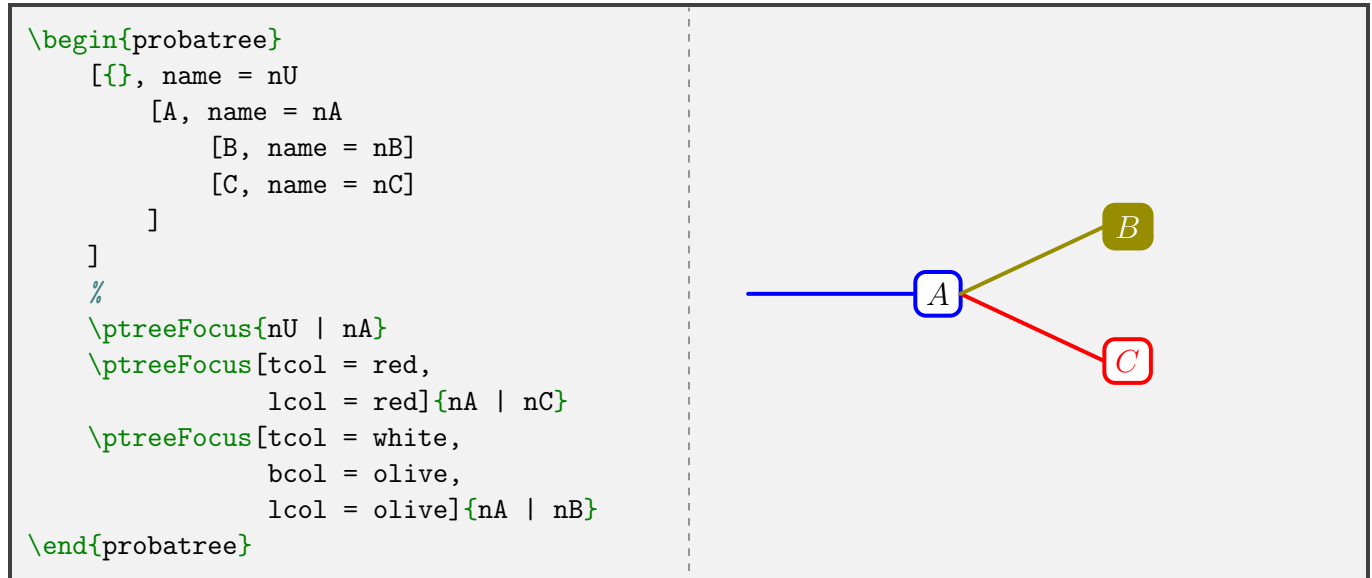 \begin{probatree}
    [{}, name = nU
        [A, name = nA
            [B, name = nB]
            [C, name = nC]
        ]
    ]
    %
    \ptreeFocus{nU | nA}
    \ptreeFocus[tcol = red,
                lcol = red]{nA | nC}
    \ptreeFocus[tcol = white,
                bcol = olive,
                lcol = olive]{nA | nB}
\end{probatree}
B
A
C